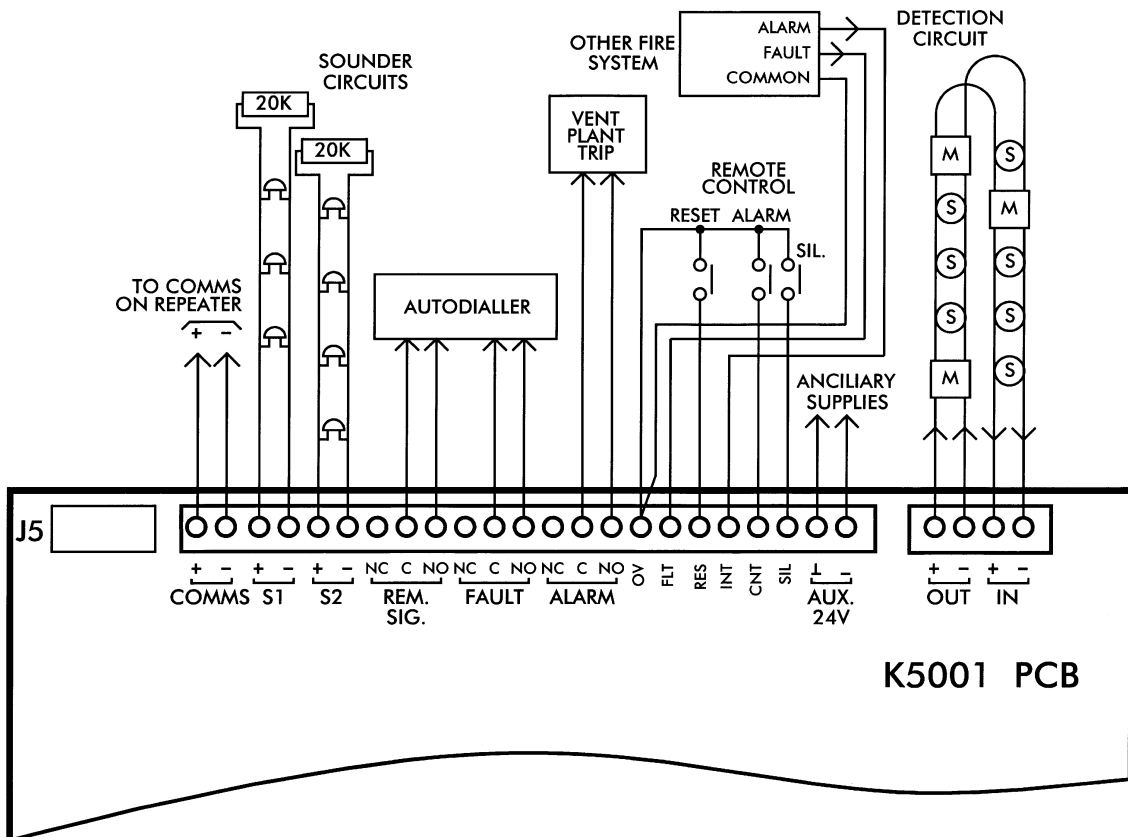 DETECTION
CIRCUIT
ALARM
FAULT
COMMON
OTHER FIRE
SYSTEM
SOUNDER
CIRCUITS
20K
20K
VENT
PLANT
TRIP
REMOTE
CONTROL
RESET ALARM
SIL.
TO COMMS
ON REPEATER
+ –
AUTODIALLER
ANCILIARY
SUPPLIES
M
S
S
S
M
S
M
S
S
S
J5
+ – + – + – NC C NO NC C NO NC C NO OV FLT RES INT CNT SIL ⊥ – + – + –
COMMS S1 S2 REM. FAULT ALARM AUX. OUT IN
SIG. 24V
K5001 PCB